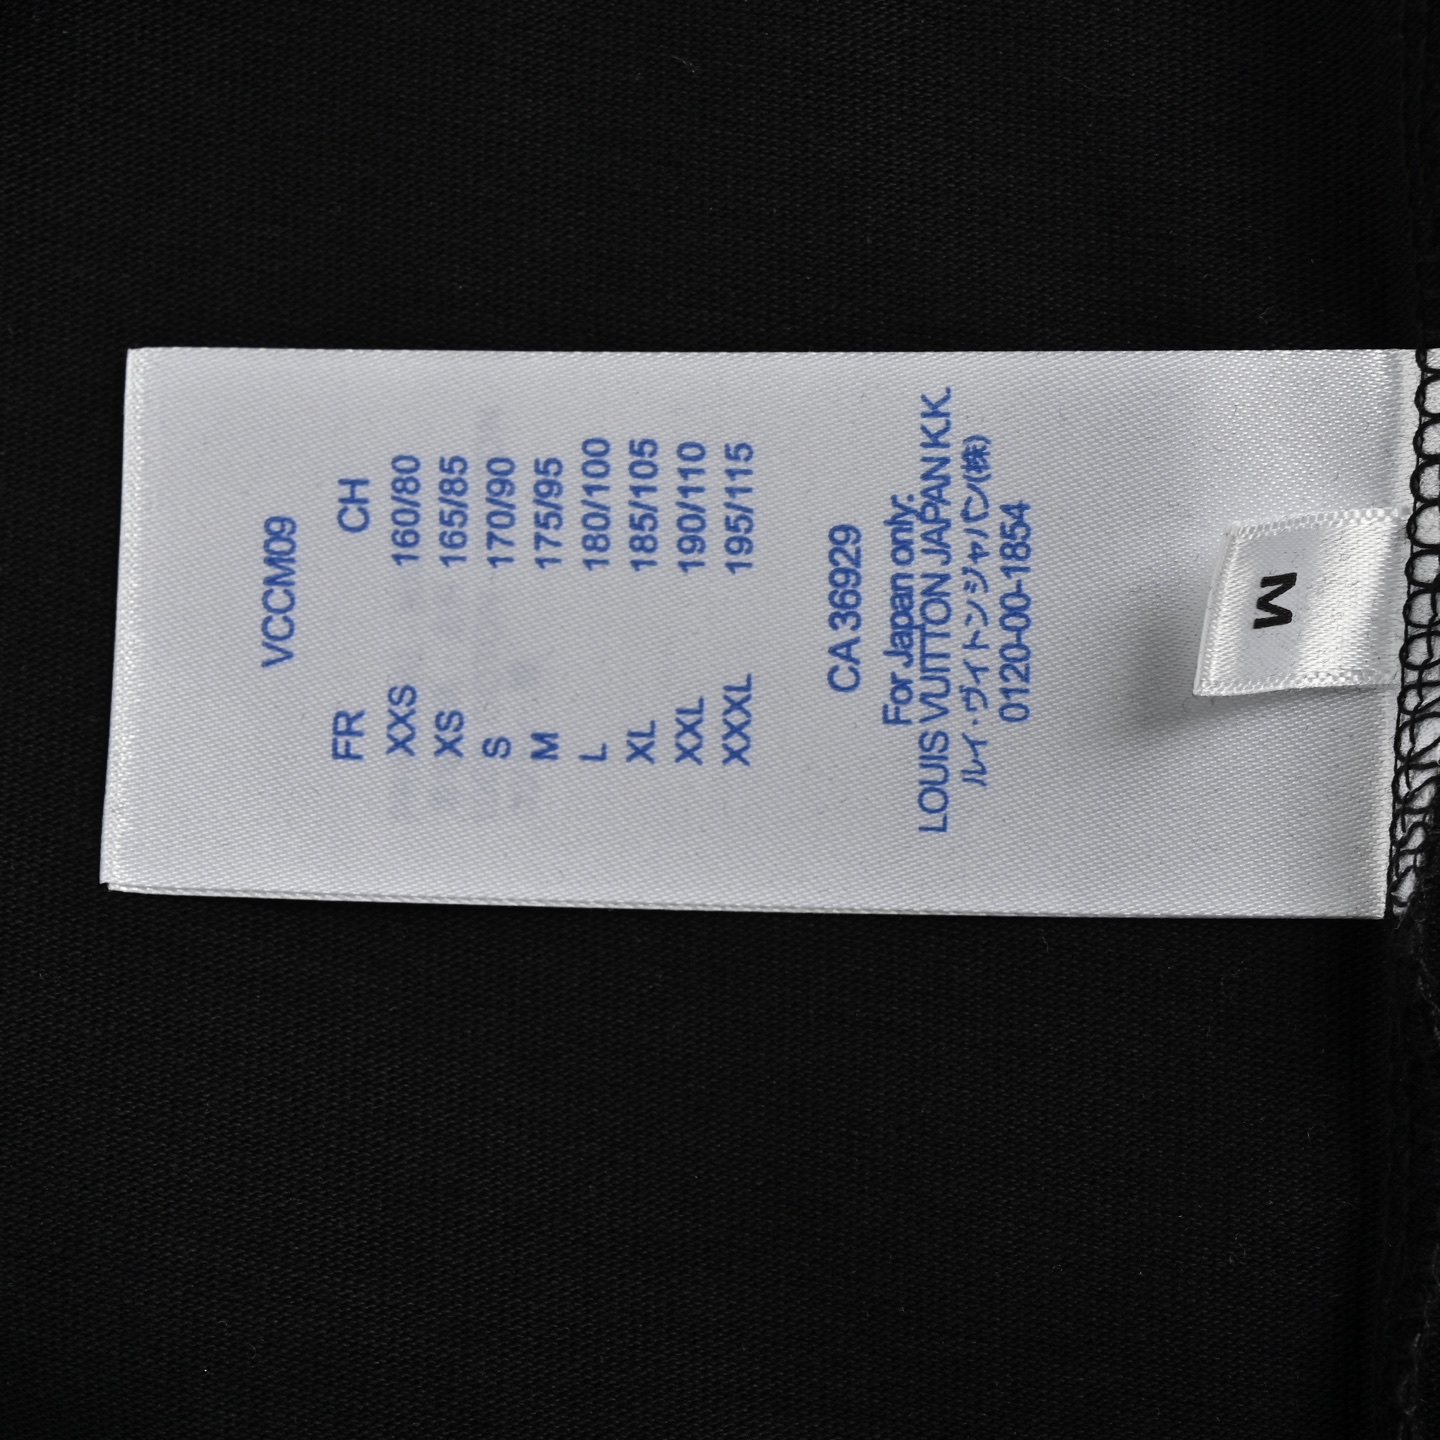 VCCM09
FR CH
XXS 160/80
XS 165/85
S 170/90
M 175/95
L 180/100
XL 185/105
XXL 190/110
XXXL 195/115
CA 36929
For Japan only:
LOUIS VUITTON JAPAN K.K.
ルイ・ヴィトンジャパン(株)
0120-00-1854
M